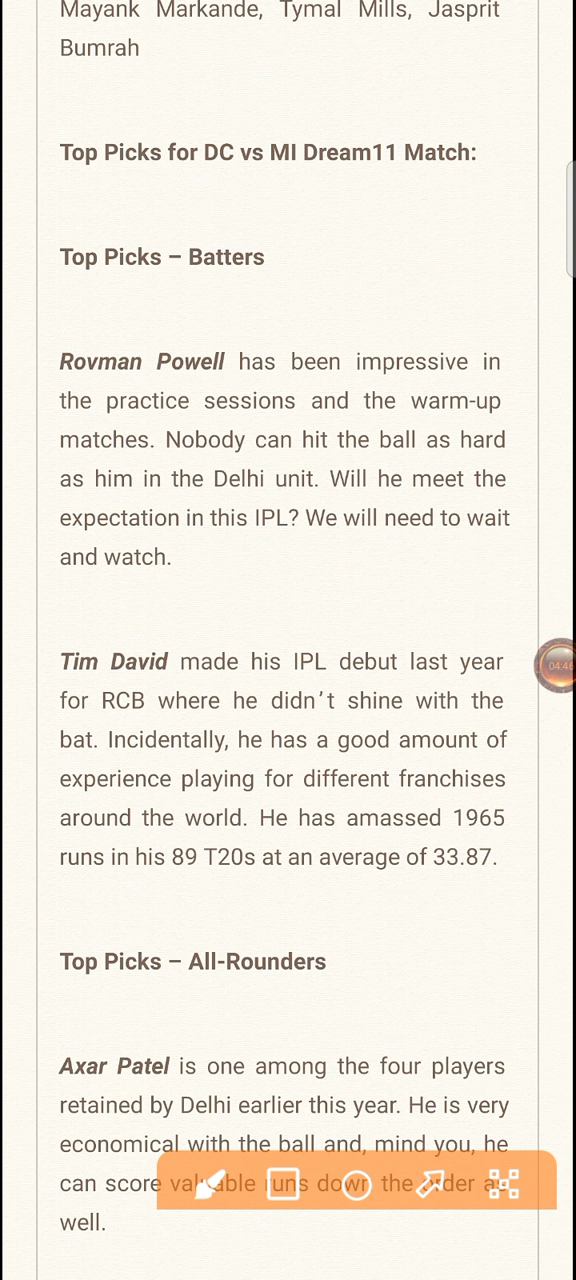 Mayank Markande, Tymal Mills, Jasprit
Bumrah
Top Picks for DC vs MI Dream11 Match:
Top Picks – Batters
Rovman Powell has been impressive in
the practice sessions and the warm-up
matches. Nobody can hit the ball as hard
as him in the Delhi unit. Will he meet the
expectation in this IPL? We will need to wait
and watch.
Tim David made his IPL debut last year
for RCB where he didn't shine with the
bat. Incidentally, he has a good amount of
experience playing for different franchises
around the world. He has amassed 1965
runs in his 89 T20s at an average of 33.87.
Top Picks – All-Rounders
Axar Patel is one among the four players
retained by Delhi earlier this year. He is very
economical with the ball and, mind you, he
can score valuable runs down the order as
well.
04:46